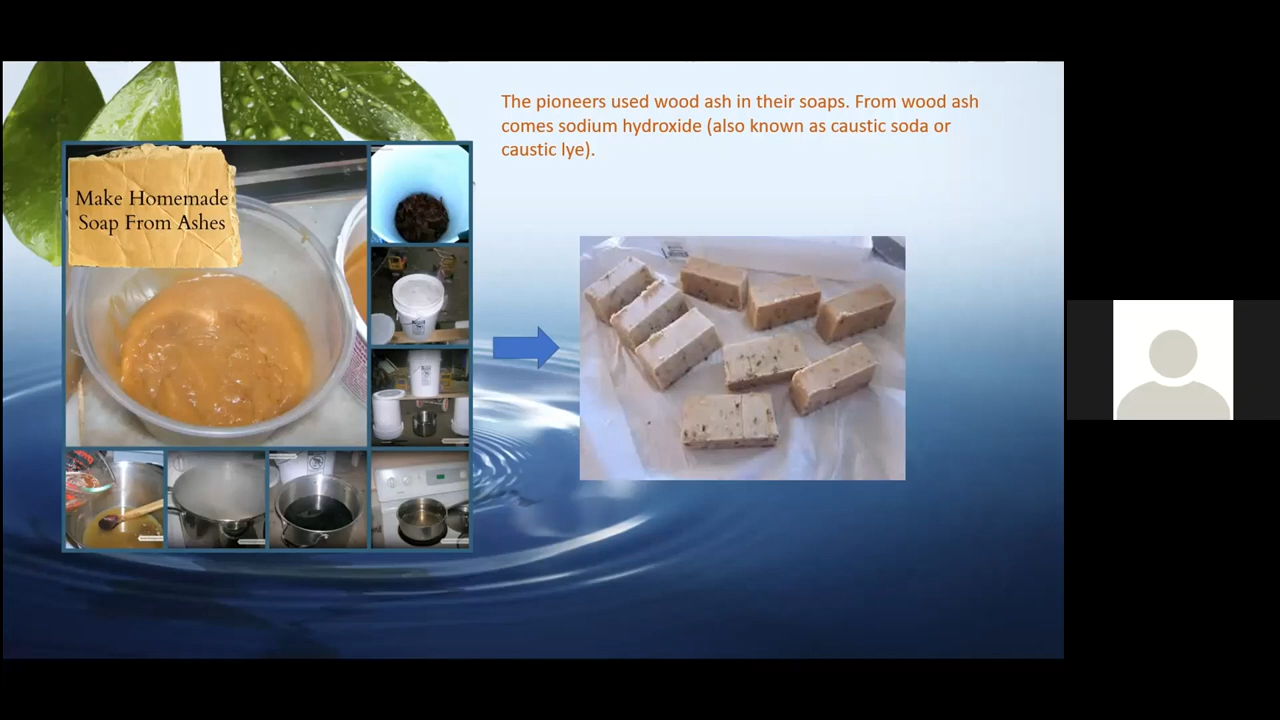 The pioneers used wood ash in their soaps. From wood ash
comes sodium hydroxide (also known as caustic soda or
caustic lye).
Make Homemade
Soap From Ashes